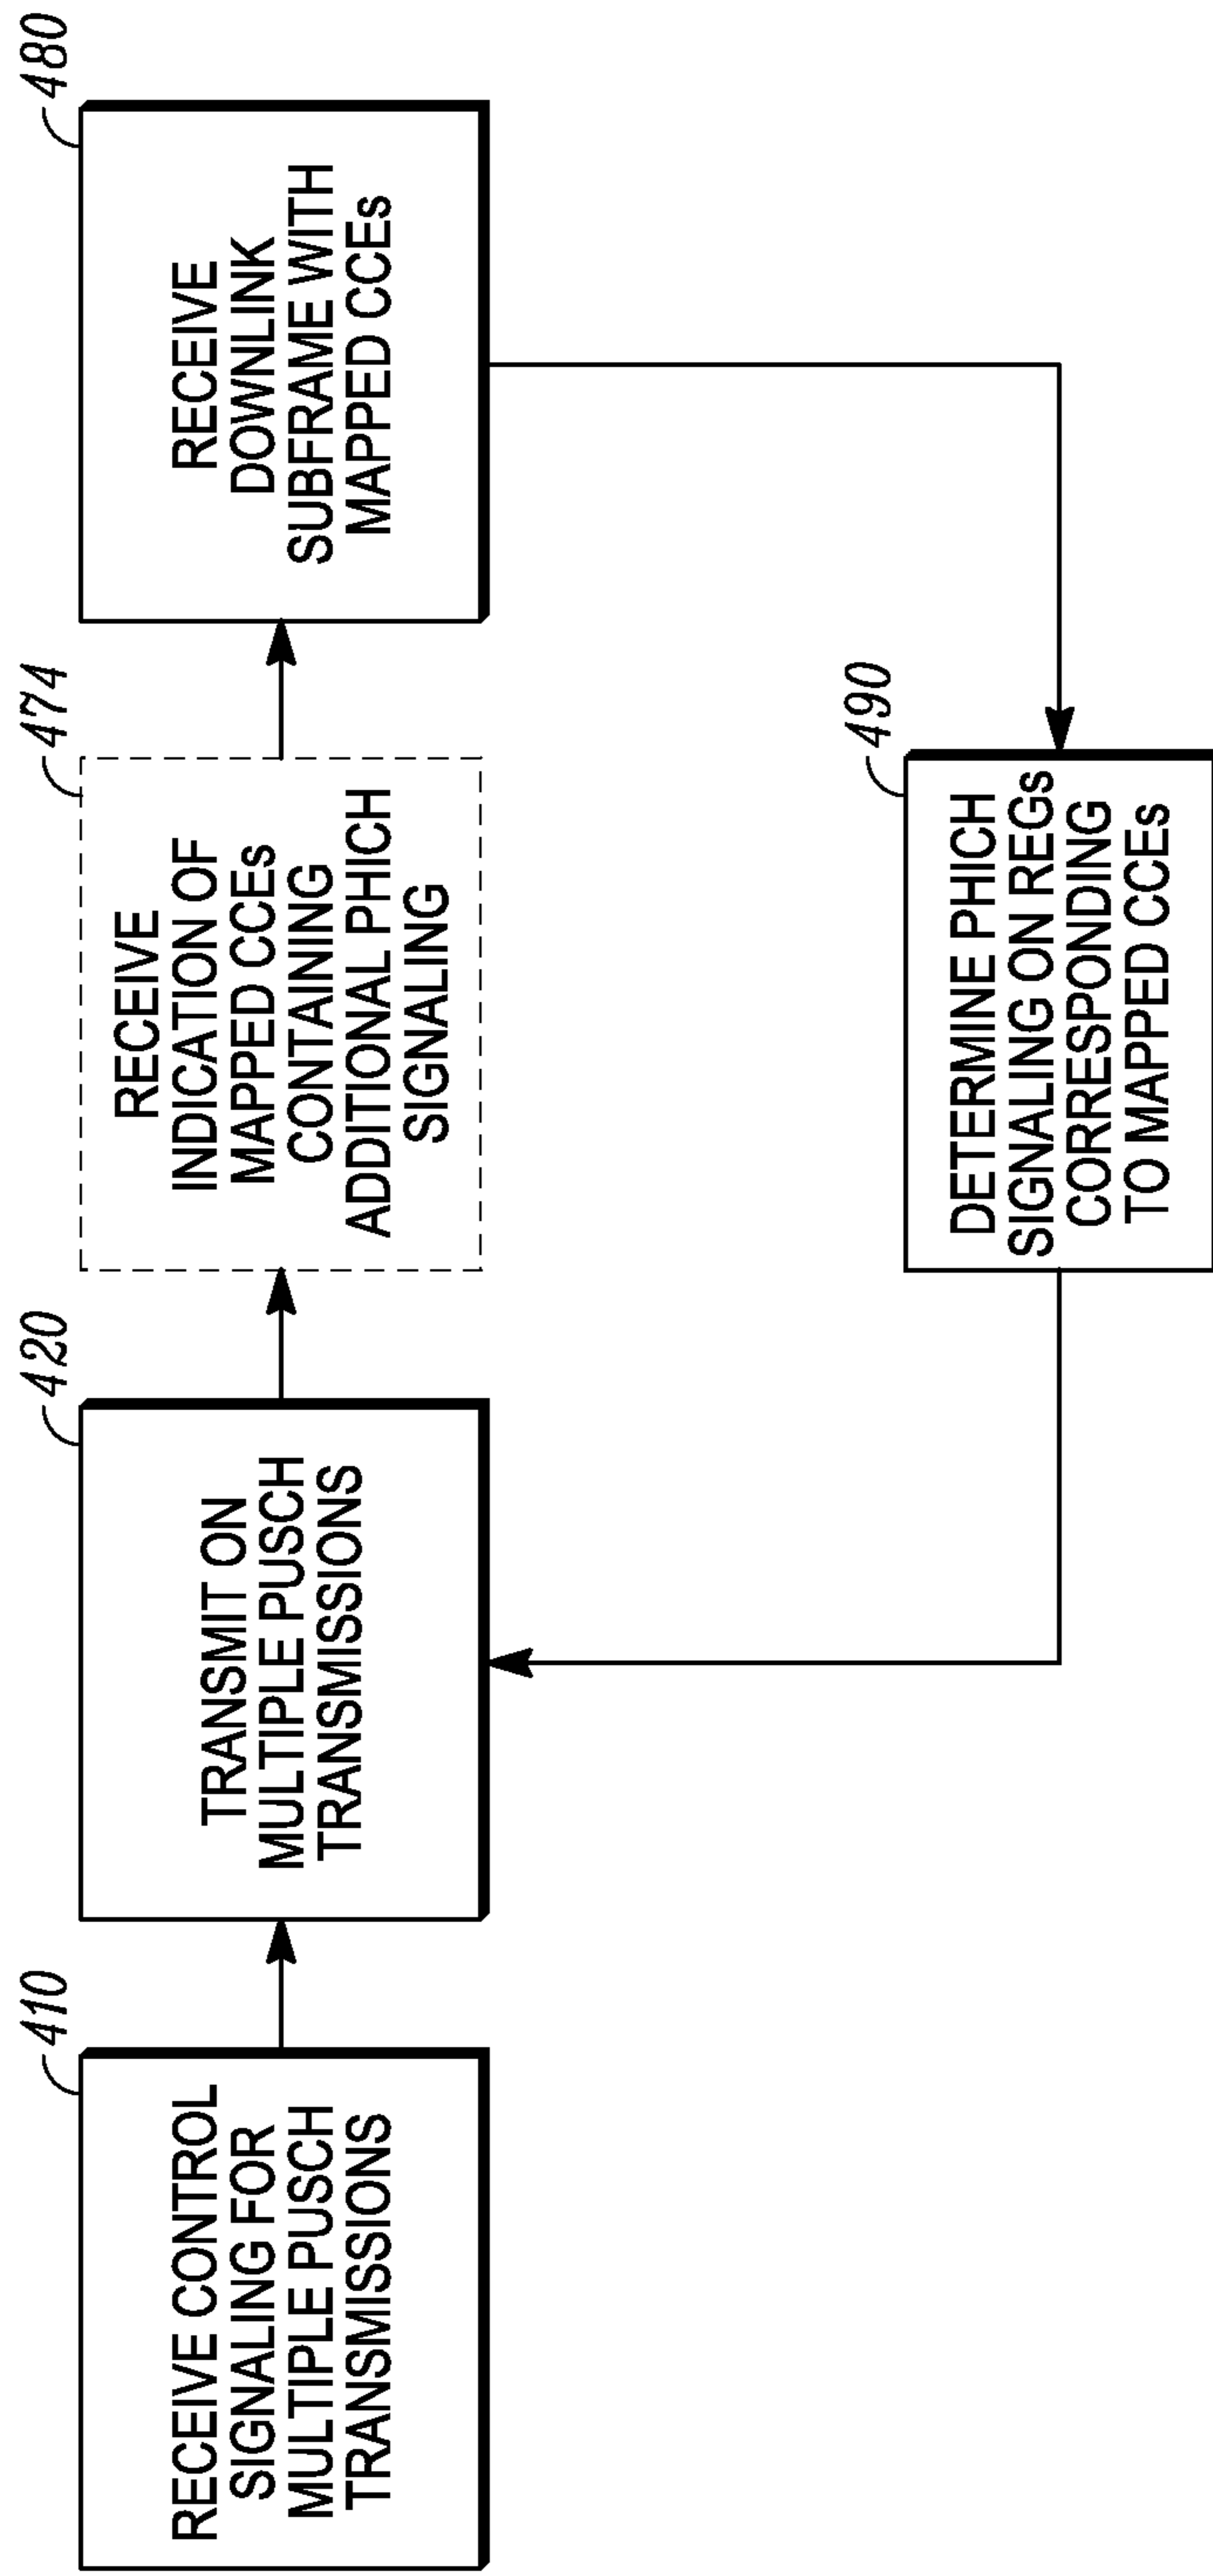 410
RECEIVE CONTROL
SIGNALING FOR
MULTIPLE PUSCH
TRANSMISSIONS
420
TRANSMIT ON
MULTIPLE PUSCH
TRANSMISSIONS
474
RECEIVE
INDICATION OF
MAPPED CCEs
CONTAINING
ADDITIONAL PHICH
SIGNALING
480
RECEIVE
DOWNLINK
SUBFRAME WITH
MAPPED CCEs
490
DETERMINE PHICH
SIGNALING ON REGs
CORRESPONDING
TO MAPPED CCEs